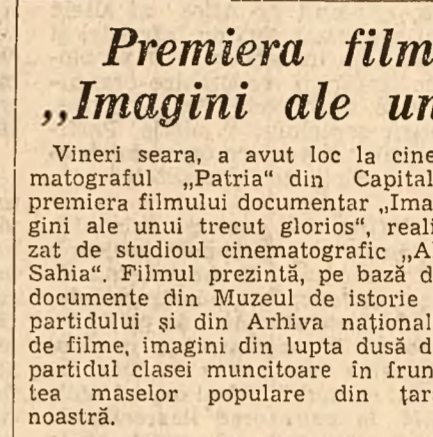 Premiera film
„Imagini ale un
Vineri seara, a avut loc la cine
matograful „Patria“ din Capital
premiera filmului documentar „Ima
gini ale unui trecut glorios“, reali
zat de studioul cinematografic „A
Sahia“. Filmul prezintă, pe bază d
documente din Muzeul de istorie
partidului și din Arhiva național
de filme, imagini din lupta dusă d
partidul clasei muncitoare în frun
tea maselor populare din țar
noastră.